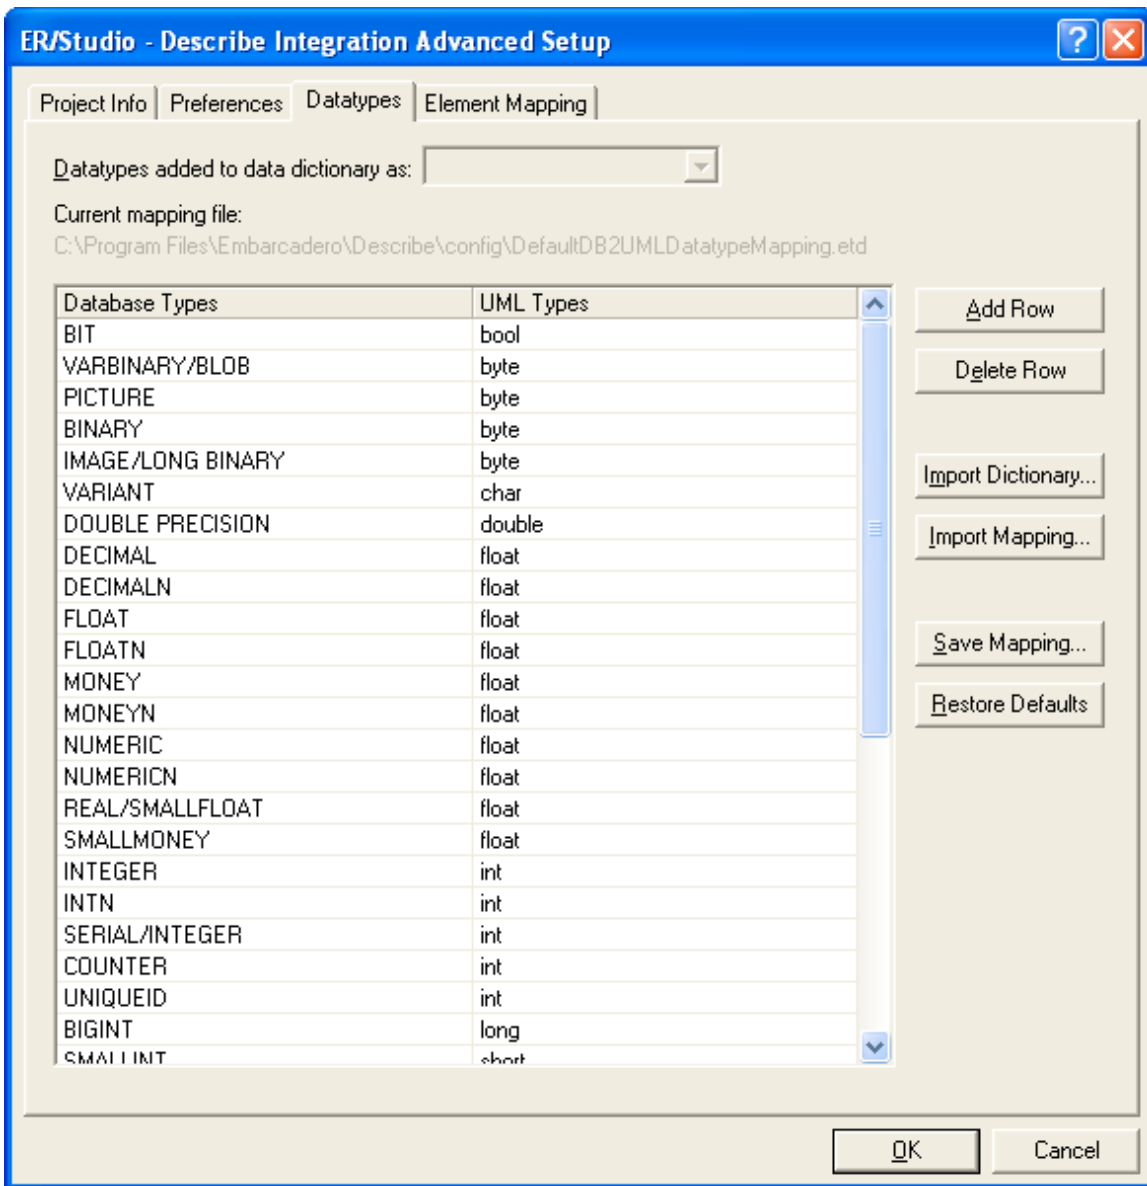 ER/Studio - Describe Integration Advanced Setup
Project Info Preferences Datatypes Element Mapping
Datatypes added to data dictionary as:
Current mapping file:
C:\Program Files\Embarcadero\Describe\config\DefaultDB2UMLDatatypeMapping.etd
Database Types UML Types
BIT bool
VARBINARY/BLOB byte
PICTURE byte
BINARY byte
IMAGE/LONG BINARY byte
VARIANT char
DOUBLE PRECISION double
DECIMAL float
DECIMALN float
FLOAT float
FLOATN float
MONEY float
MONEYN float
NUMERIC float
NUMERICN float
REAL/SMALLFLOAT float
SMALLMONEY float
INTEGER int
INTN int
SERIAL/INTEGER int
COUNTER int
UNIQUEID int
BIGINT long
SMALLINT short
Add Row
Delete Row
Import Dictionary...
Import Mapping...
Save Mapping...
Restore Defaults
OK Cancel